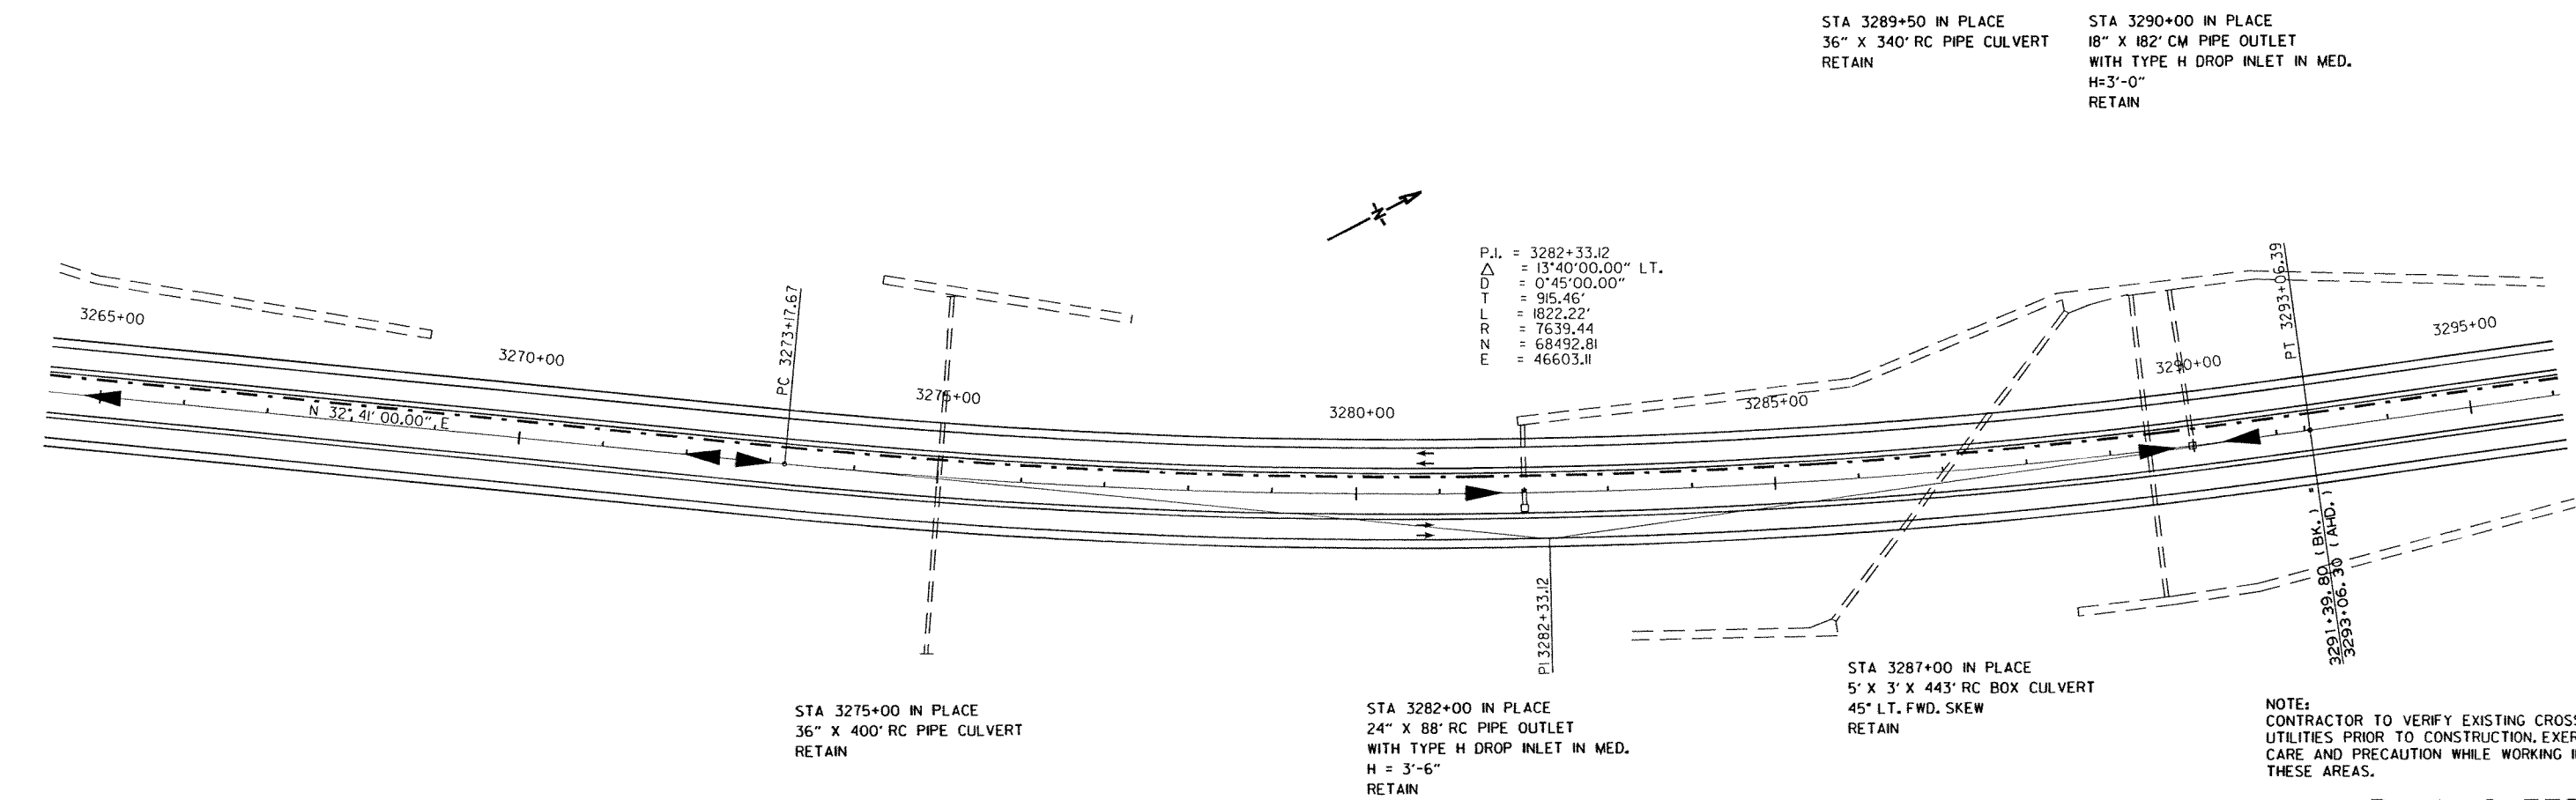 STA 3289+50 IN PLACE
36" X 340' RC PIPE CULVERT
RETAIN
STA 3290+00 IN PLACE
18" X 182' CM PIPE OUTLET
WITH TYPE H DROP INLET IN MED.
H=3'-0"
RETAIN
N
P.I. = 3282+33.12
Δ = 13°40'00.00" LT.
D = 0°45'00.00"
T = 915.46'
L = 1822.22'
R = 7639.44
N = 68492.81
E = 46603.11
3265+00
3270+00
PC 3273+17.67
3275+00
3280+00
3285+00
3290+00
PT 3293+06.39
3295+00
N 32° 41' 00.00" E
PI 3282+33.12
3291+39.80 (BK.) =
3293+06.30 (AHD.)
STA 3275+00 IN PLACE
36" X 400' RC PIPE CULVERT
RETAIN
STA 3282+00 IN PLACE
24" X 88' RC PIPE OUTLET
WITH TYPE H DROP INLET IN MED.
H = 3'-6"
RETAIN
STA 3287+00 IN PLACE
5' X 3' X 443' RC BOX CULVERT
45° LT. FWD. SKEW
RETAIN
NOTE:
CONTRACTOR TO VERIFY EXISTING CROS
UTILITIES PRIOR TO CONSTRUCTION. EXER
CARE AND PRECAUTION WHILE WORKING I
THESE AREAS.